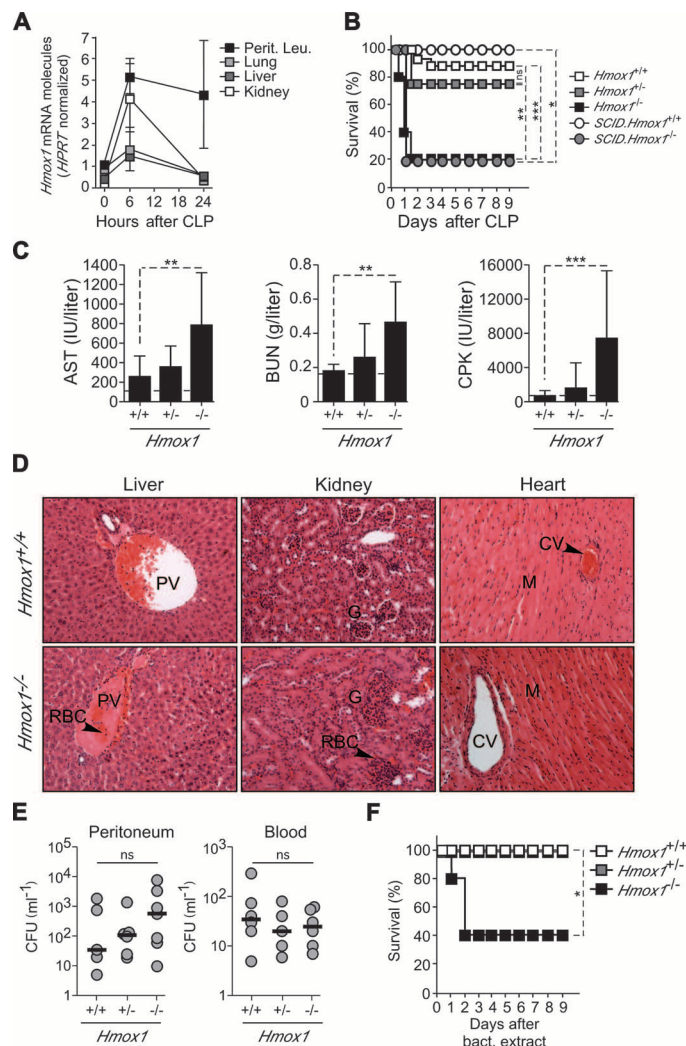 A
Hmox1 mRNA molecules
(HPRT normalized)
7
6
5
4
3
2
1
0
0
6
24
Hours after CLP
Perit. Leu.
Lung
Liver
Kidney
B
Survival (%)
100
80
60
40
20
0
0 1 2 3 4 5 6 7 8 9
Days after CLP
ns
**
***
*
Hmox1+/+
Hmox1+/-
Hmox1-/-
SCID.Hmox1+/+
SCID.Hmox1-/-
C
AST (IU/liter)
1400
1200
1000
800
600
400
200
0
**
+/+ +/- -/-
Hmox1
BUN (g/liter)
0.8
0.6
0.4
0.2
0
**
+/+ +/- -/-
Hmox1
CPK (IU/liter)
16000
12000
8000
4000
0
***
+/+ +/- -/-
Hmox1
D
Liver Kidney Heart
Hmox1+/+
PV
G
CV
M
Hmox1-/-
PV
RBC
G
RBC
M
CV
E
Peritoneum
CFU (ml-1)
105
104
103
102
10
1
ns
+/+ +/- -/-
Hmox1
Blood
CFU (ml-1)
103
102
10
1
ns
+/+ +/- -/-
Hmox1
F
Survival (%)
100
80
60
40
20
0
0 1 2 3 4 5 6 7 8 9
Days after
bact. extract
*
Hmox1+/+
Hmox1+/-
Hmox1-/-